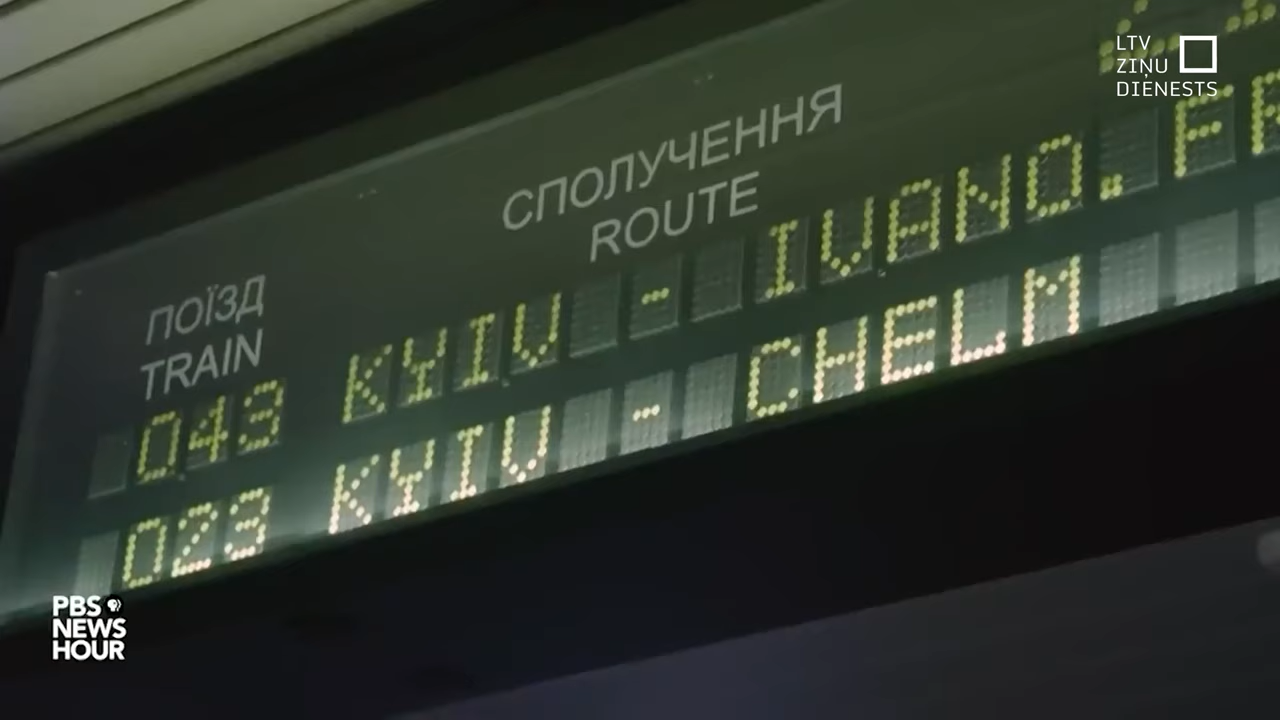 LTV
ZIŅU
DIENESTS
СПОЛУЧЕННЯ
ROUTE
ПОЇЗД
TRAIN
043 KYIV - IVANO. FR
023 KYIV - CHELM
PBS
NEWS
HOUR